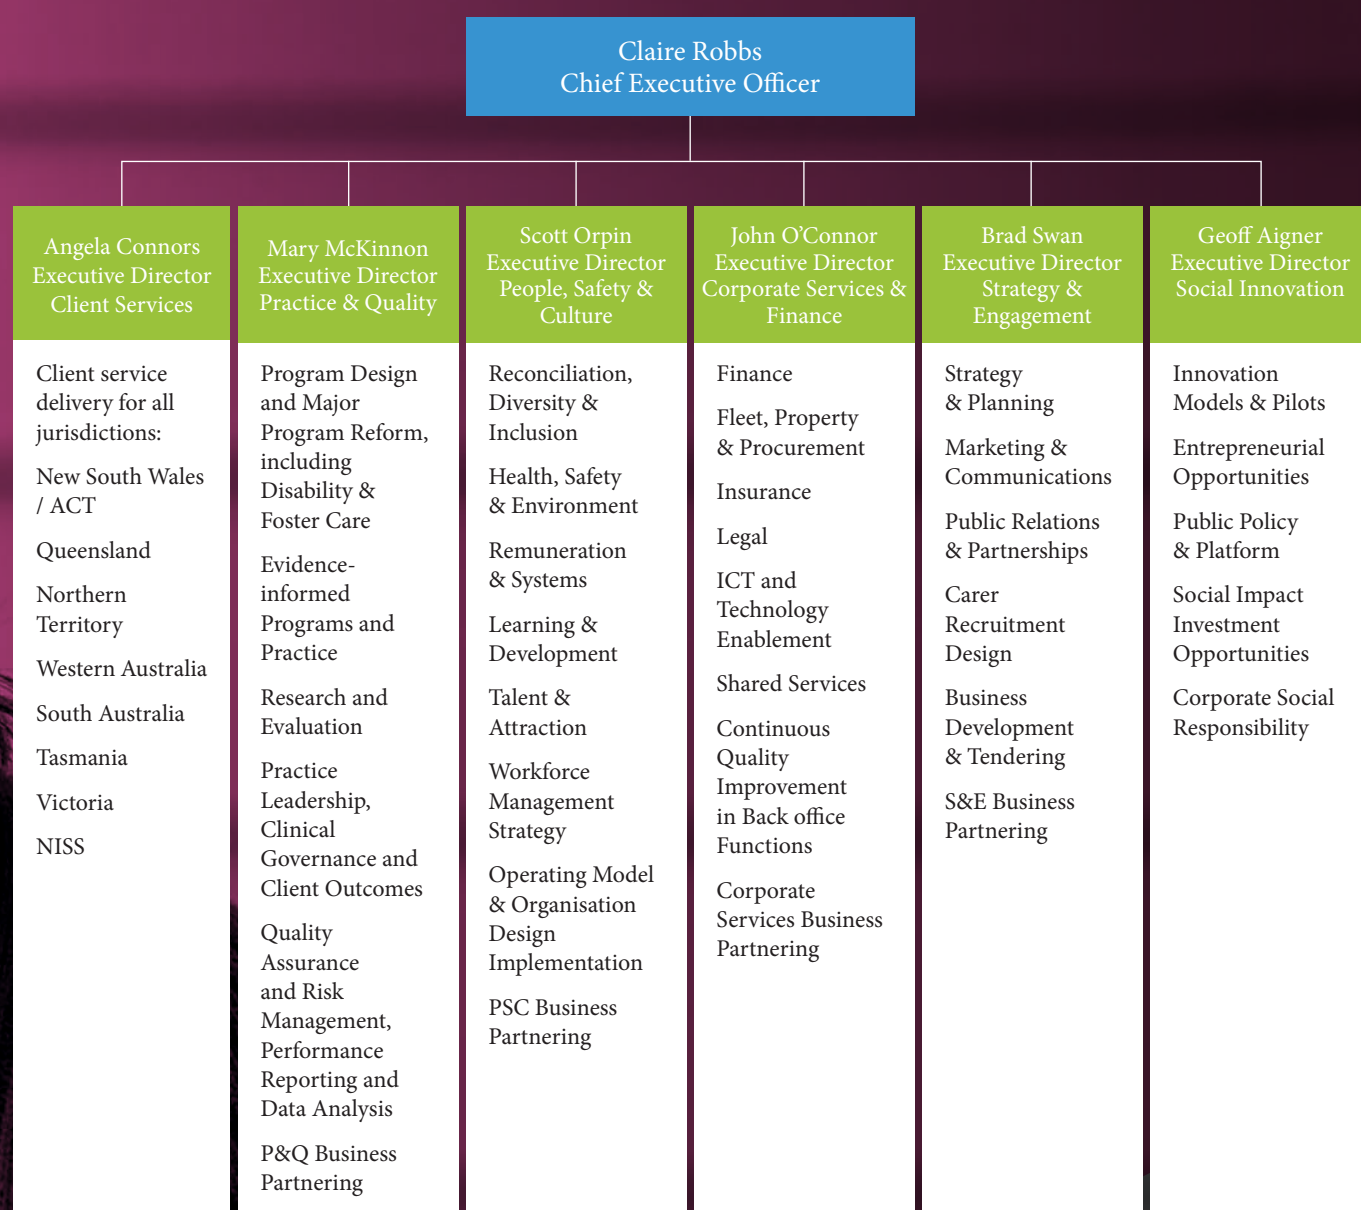 Claire Robbs
Chief Executive Officer
Angela Connors
Executive Director
Client Services
Client service
delivery for all
jurisdictions:
New South Wales
/ ACT
Queensland
Northern
Territory
Western Australia
South Australia
Tasmania
Victoria
NISS
Mary McKinnon
Executive Director
Practice & Quality
Program Design
and Major
Program Reform,
including
Disability &
Foster Care
Evidence-
informed
Programs and
Practice
Research and
Evaluation
Practice
Leadership,
Clinical
Governance and
Client Outcomes
Quality
Assurance
and Risk
Management,
Performance
Reporting and
Data Analysis
P&Q Business
Partnering
Scott Orpin
Executive Director
People, Safety &
Culture
Reconciliation,
Diversity &
Inclusion
Health, Safety
& Environment
Remuneration
& Systems
Learning &
Development
Talent &
Attraction
Workforce
Management
Strategy
Operating Model
& Organisation
Design
Implementation
PSC Business
Partnering
John O'Connor
Executive Director
Corporate Services &
Finance
Finance
Fleet, Property
& Procurement
Insurance
Legal
ICT and
Technology
Enablement
Shared Services
Continuous
Quality
Improvement
in Back office
Functions
Corporate
Services Business
Partnering
Brad Swan
Executive Director
Strategy &
Engagement
Strategy
& Planning
Marketing &
Communications
Public Relations
& Partnerships
Carer
Recruitment
Design
Business
Development
& Tendering
S&E Business
Partnering
Geoff Aigner
Executive Director
Social Innovation
Innovation
Models & Pilots
Entrepreneurial
Opportunities
Public Policy
& Platform
Social Impact
Investment
Opportunities
Corporate Social
Responsibility